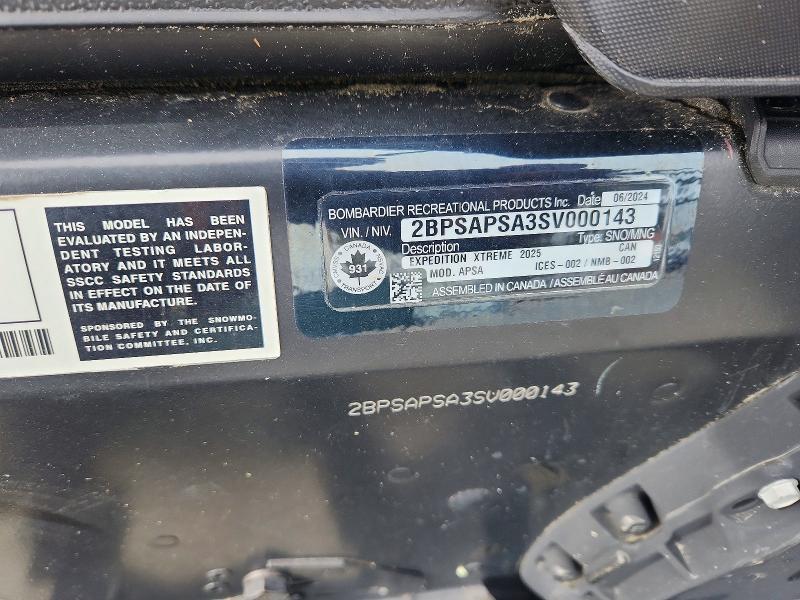 THIS MODEL HAS BEEN
EVALUATED BY AN INDEPEN-
DENT TESTING LABOR-
ATORY AND IT MEETS ALL
SSCC SAFETY STANDARDS
IN EFFECT ON THE DATE OF
ITS MANUFACTURE.
SPONSORED BY THE SNOWMO-
BILE SAFETY AND CERTIFICA-
TION COMMITTEE, INC.
BOMBARDIER RECREATIONAL PRODUCTS Inc. Date 06/2024
VIN. / NIV. 2BPSAPSA3SV000143
Description Type: SNO/MNG
EXPEDITION XTREME 2025 CAN
MOD. APSA ICES-002 / NMB-002
CANADA
931
TRANSPORT
ASSEMBLED IN CANADA / ASSEMBLÉ AU CANADA
2BPSAPSA3SV000143